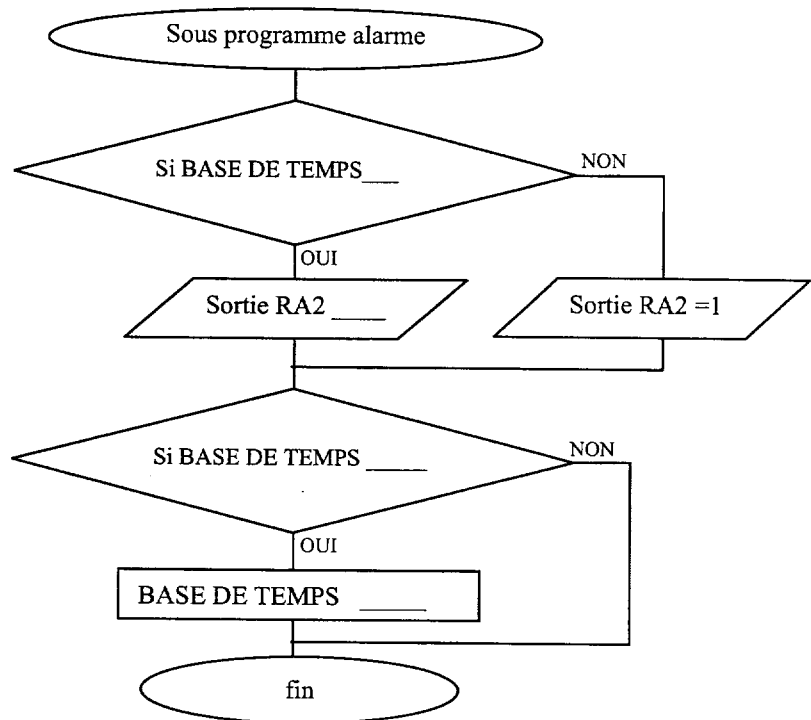 Sous programme alarme
Si BASE DE TEMPS___
NON
OUI
Sortie RA2 ____
Sortie RA2 =1
Si BASE DE TEMPS _____
NON
OUI
BASE DE TEMPS _____
fin